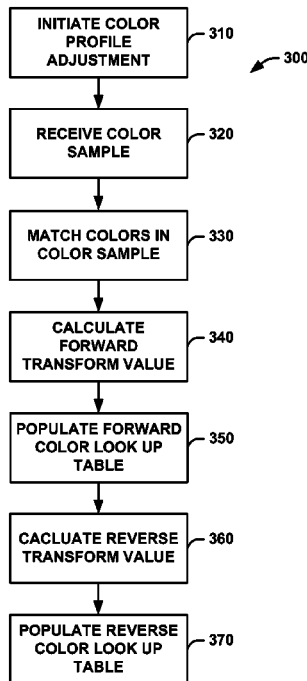 INITIATE COLOR
PROFILE
ADJUSTMENT
310
300
RECEIVE COLOR
SAMPLE
320
MATCH COLORS IN
COLOR SAMPLE
330
CALCULATE
FORWARD
TRANSFORM VALUE
340
POPULATE FORWARD
COLOR LOOK UP
TABLE
350
CACLUATE REVERSE
TRANSFORM VALUE
360
POPULATE REVERSE
COLOR LOOK UP
TABLE
370